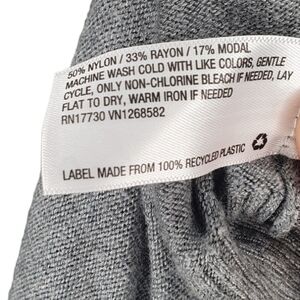 50% NYLON / 33% RAYON / 17% MODAL
MACHINE WASH COLD WITH LIKE COLORS, GENTLE
CYCLE, ONLY NON-CHLORINE BLEACH IF NEEDED, LAY
FLAT TO DRY, WARM IRON IF NEEDED
RN17730 VN1268582
LABEL MADE FROM 100% RECYCLED PLASTIC